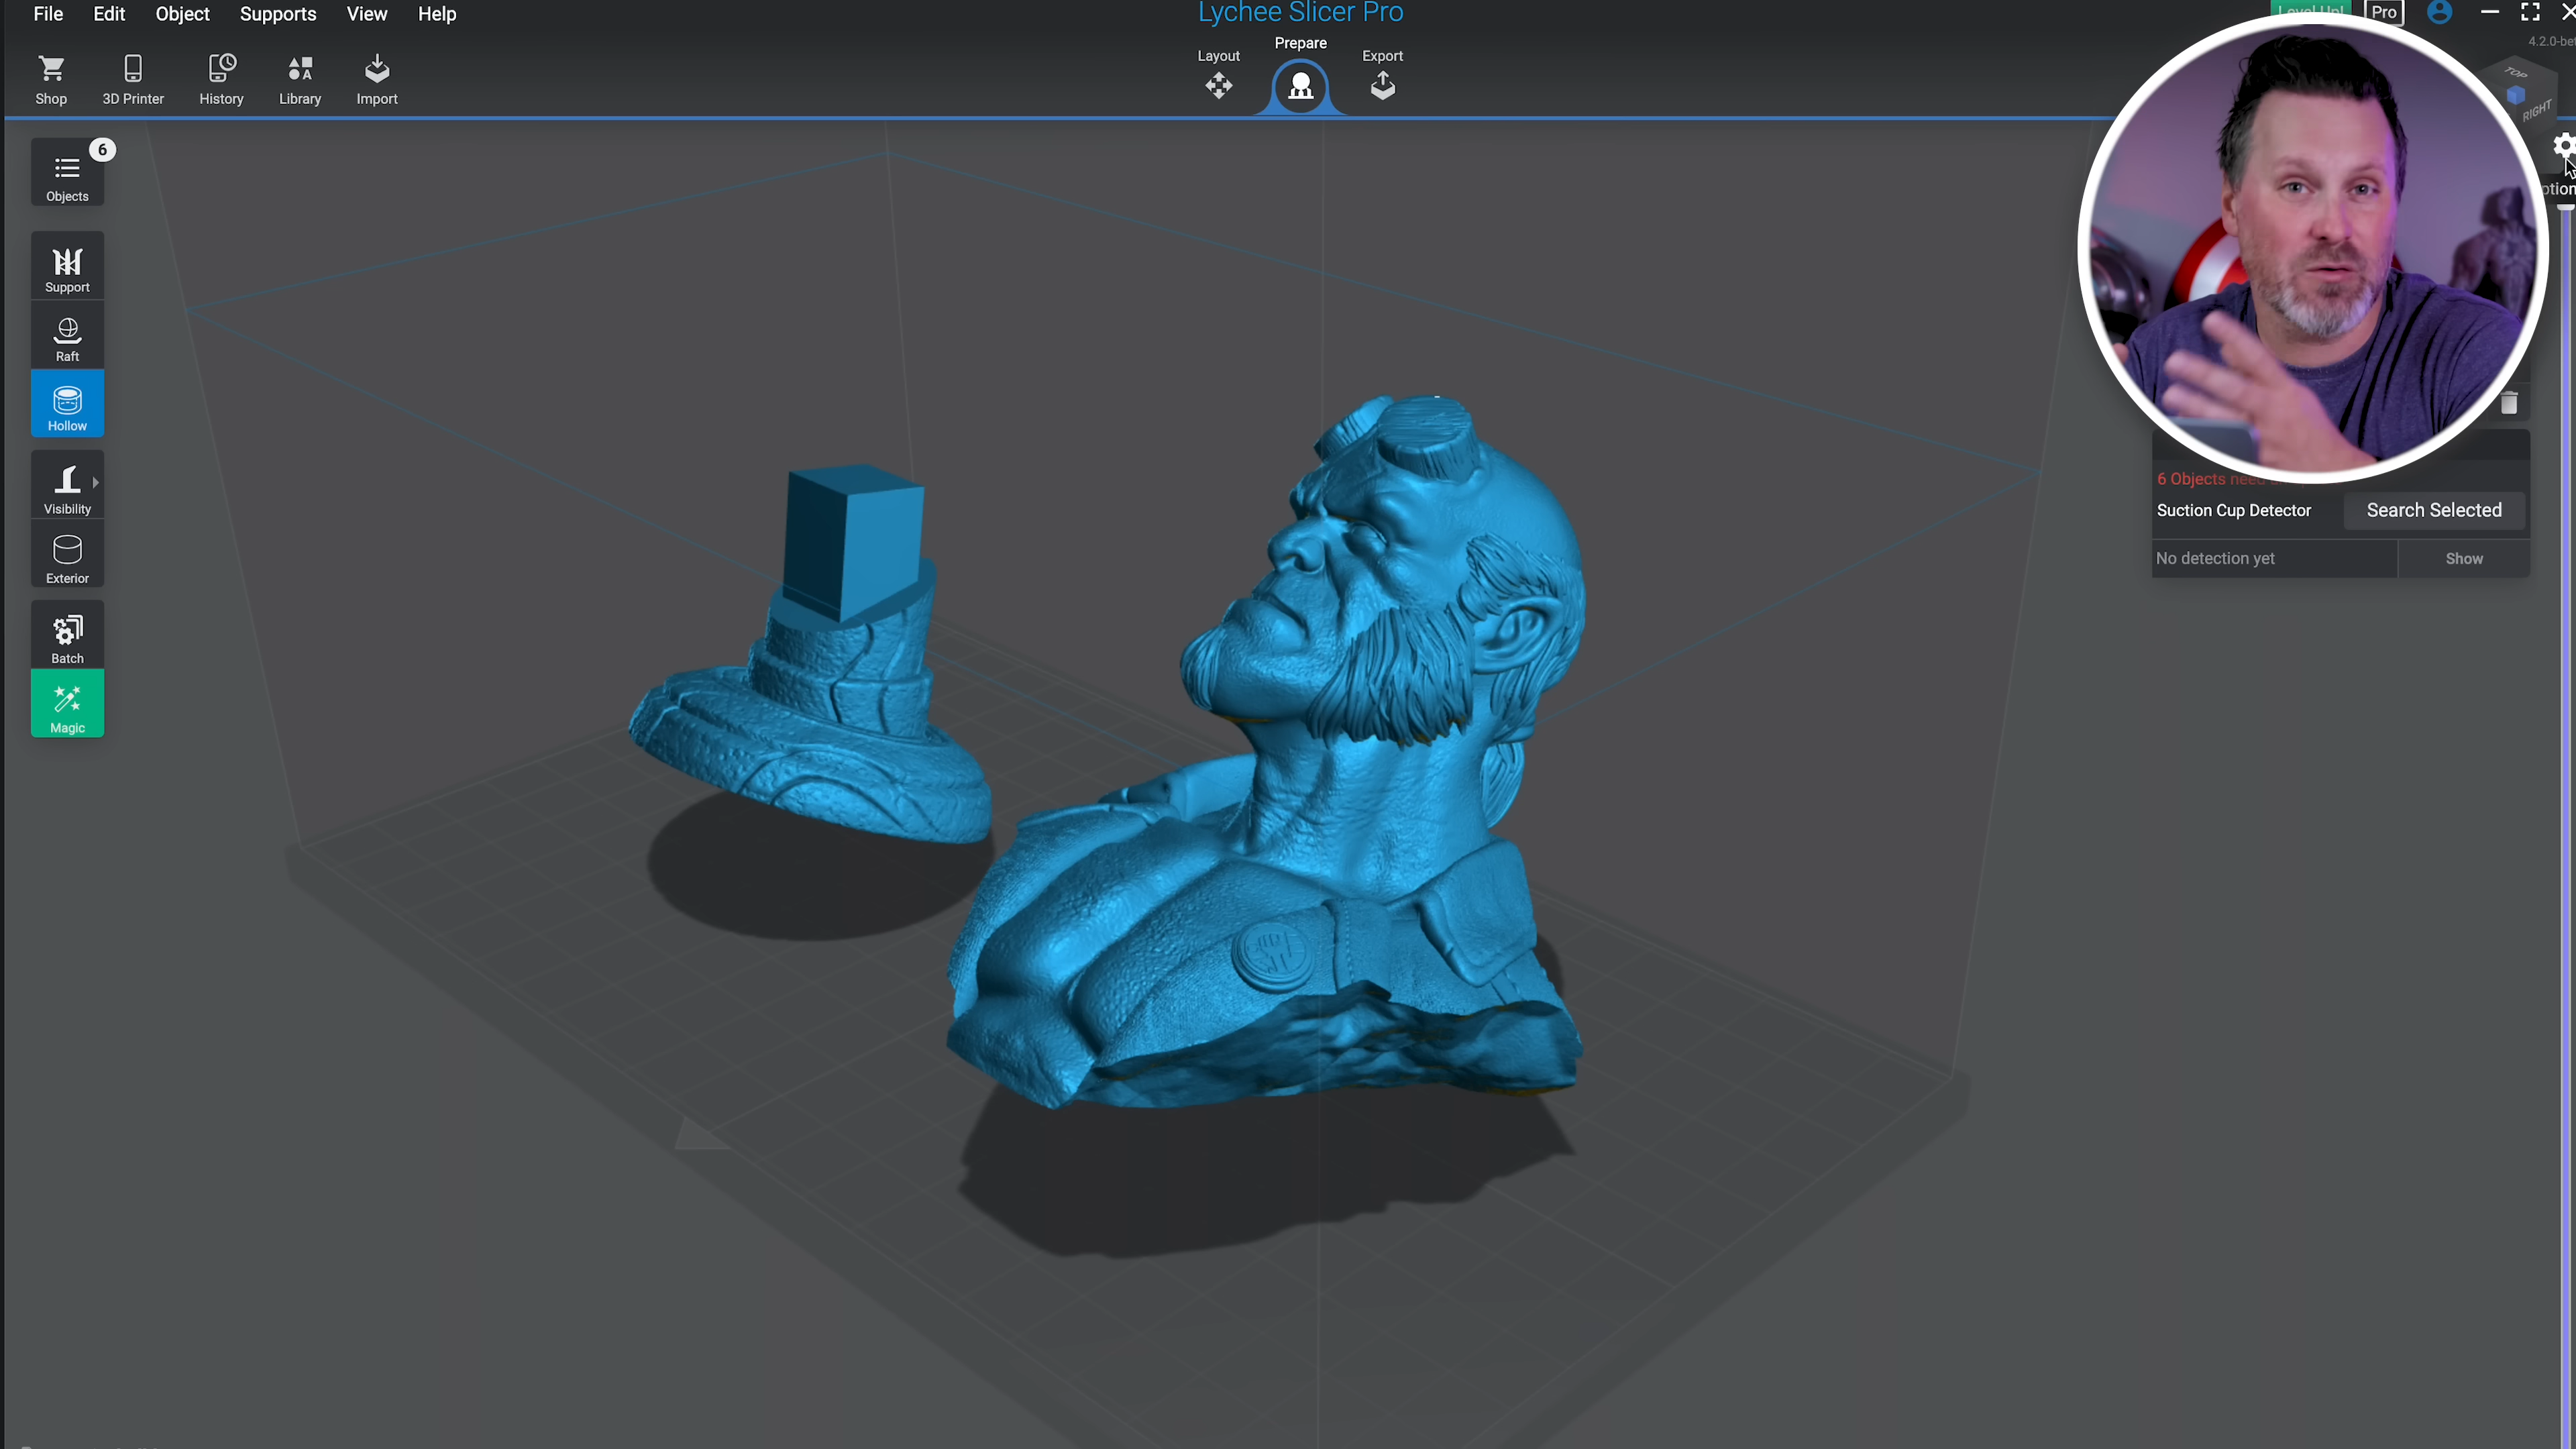 File Edit Object Supports View Help
Lychee Slicer Pro
Pro
Shop
3D Printer
History
Library
Import
Layout
Prepare
Export
TOP
RIGHT
6
Objects
Support
Raft
Hollow
Visibility
Exterior
Batch
Magic
6 Objects
Suction Cup Detector
Search Selected
No detection yet
Show